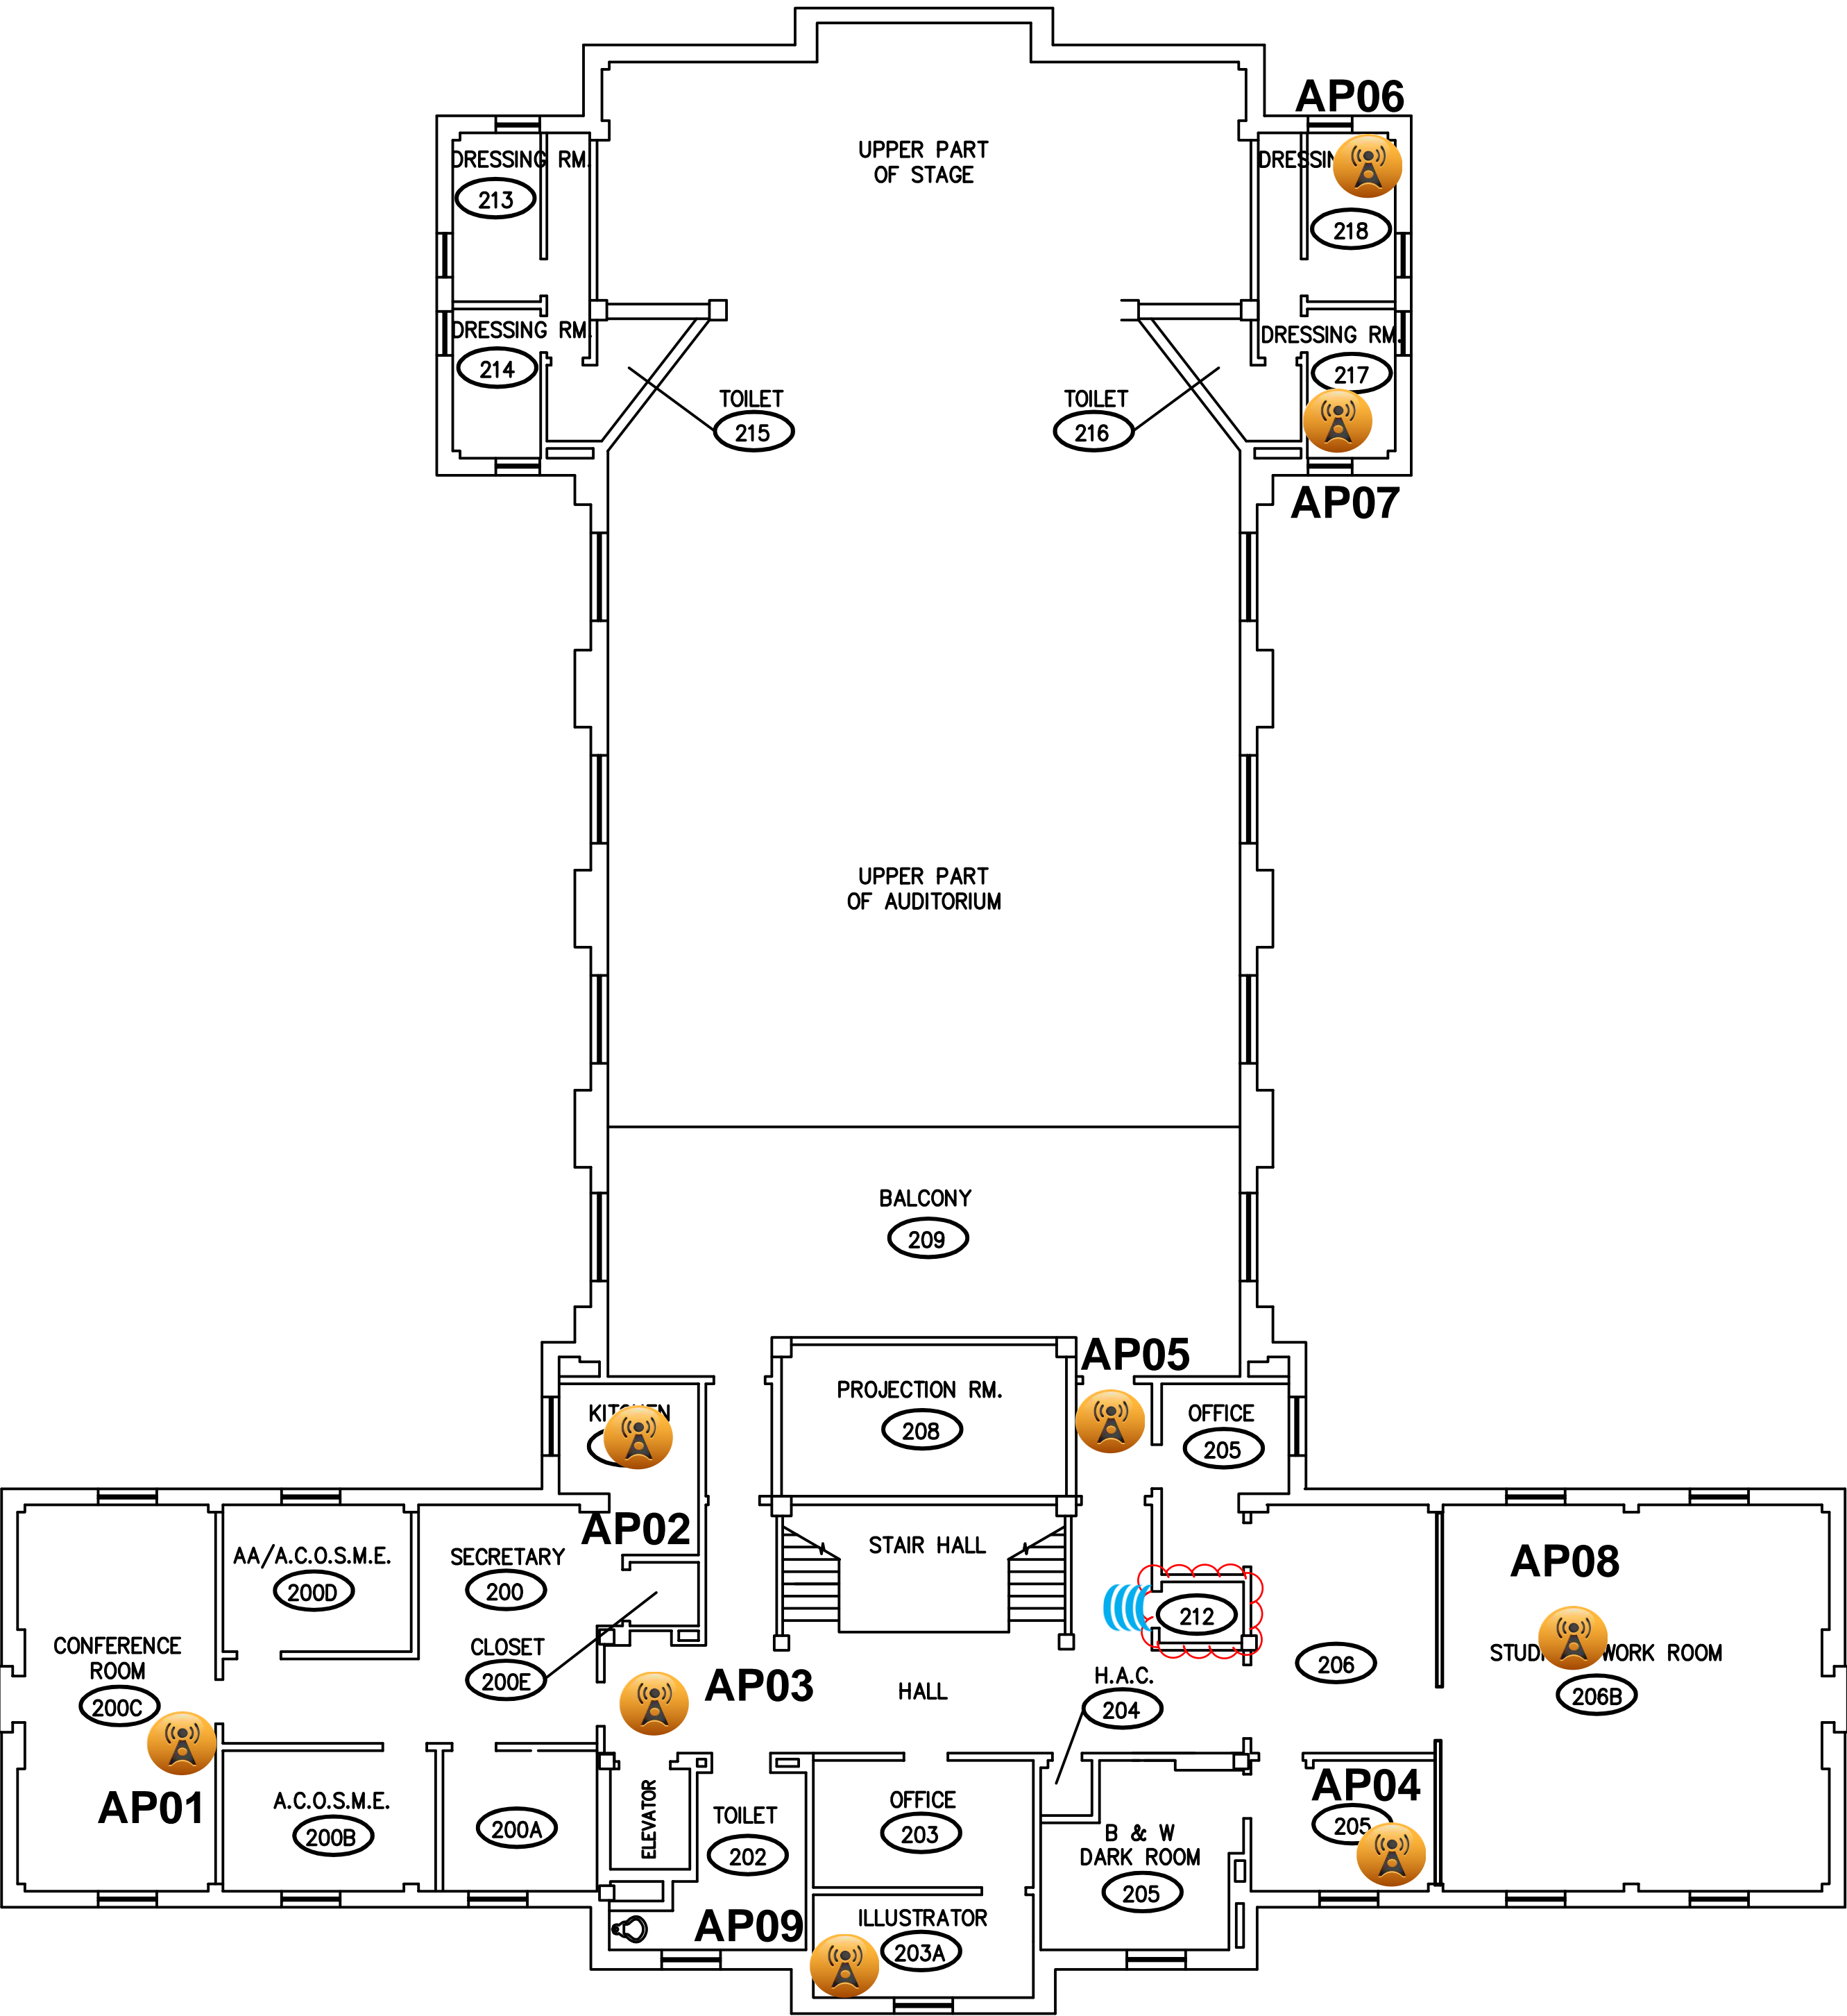 AP06
UPPER PART
OF STAGE
DRESSING RM.
213
218
DRESSING RM.
214
DRESSING RM.
217
TOILET
215
TOILET
216
AP07
UPPER PART
OF AUDITORIUM
BALCONY
209
AP05
PROJECTION RM.
208
OFFICE
205
AP02
STAIR HALL
AA/A.C.O.S.M.E.
200D
SECRETARY
200
AP08
212
CONFERENCE
ROOM
200C
CLOSET
200E
AP03
HALL
H.A.C.
204
206
WORK ROOM
206B
AP01
A.C.O.S.M.E.
200B
200A
ELEVATOR
TOILET
202
OFFICE
203
B & W
DARK ROOM
205
AP04
205
AP09
ILLUSTRATOR
203A